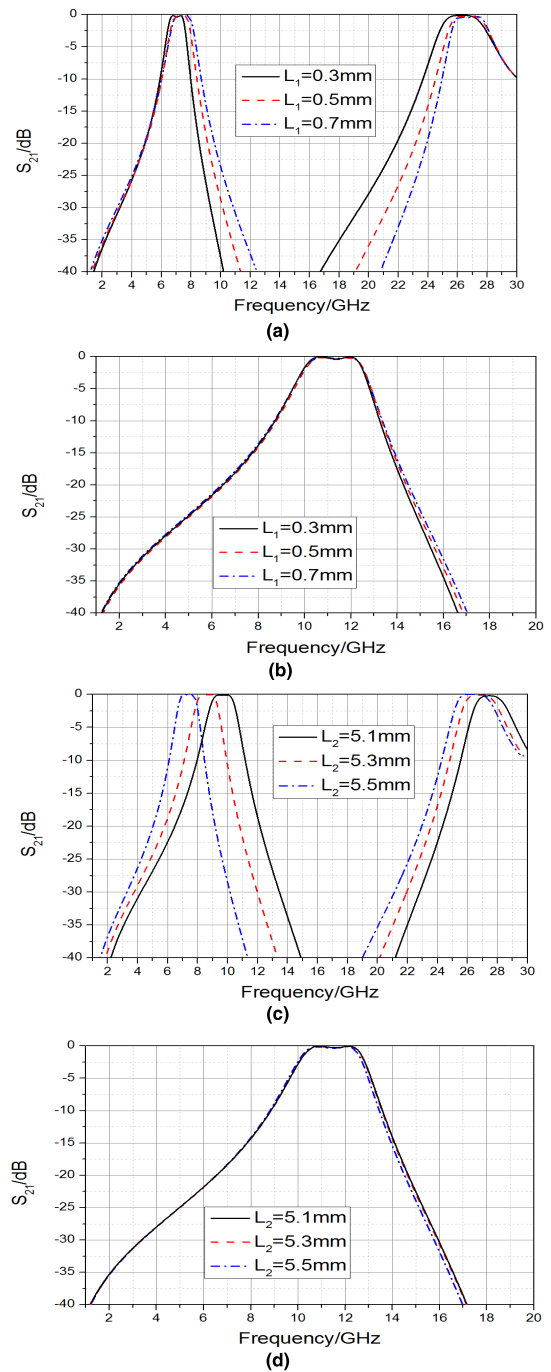 0
-5
-10
-15
-20
-25
-30
-35
-40
S21/dB
L1=0.3mm
L1=0.5mm
L1=0.7mm
2 4 6 8 10 12 14 16 18 20 22 24 26 28 30
Frequency/GHz
(a)
0
-5
-10
-15
-20
-25
-30
-35
-40
S21/dB
L1=0.3mm
L1=0.5mm
L1=0.7mm
2 4 6 8 10 12 14 16 18 20
Frequency/GHz
(b)
0
-5
-10
-15
-20
-25
-30
-35
-40
S21/dB
L2=5.1mm
L2=5.3mm
L2=5.5mm
2 4 6 8 10 12 14 16 18 20 22 24 26 28 30
Frequency/GHz
(c)
0
-5
-10
-15
-20
-25
-30
-35
-40
S21/dB
L2=5.1mm
L2=5.3mm
L2=5.5mm
2 4 6 8 10 12 14 16 18 20
Frequency/GHz
(d)